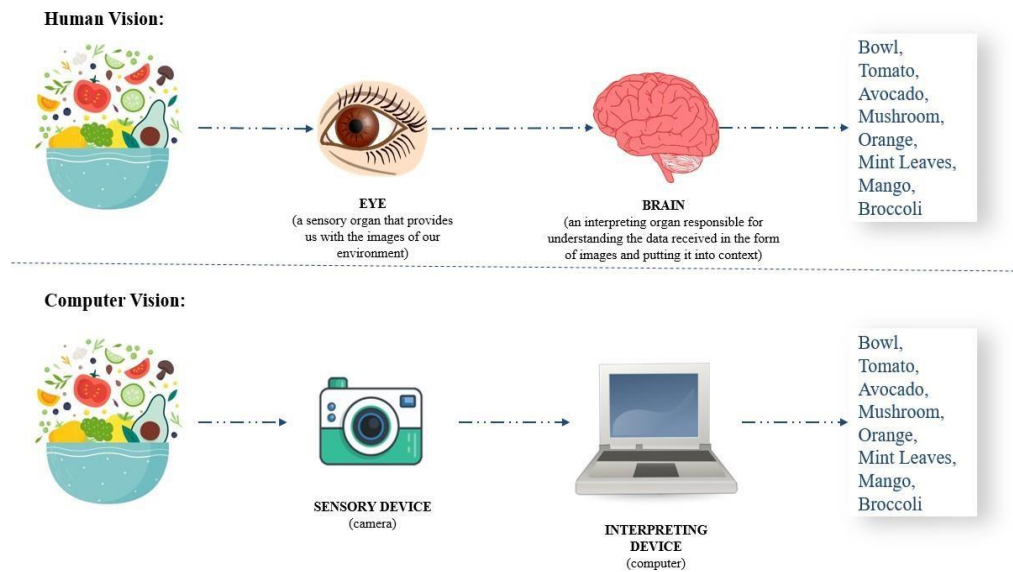 Human Vision:
Bowl,
Tomato,
Avocado,
Mushroom,
Orange,
Mint Leaves,
Mango,
Broccoli
EYE
(a sensory organ that provides
us with the images of our
environment)
BRAIN
(an interpreting organ responsible for
understanding the data received in the form
of images and putting it into context)
Computer Vision:
Bowl,
Tomato,
Avocado,
Mushroom,
Orange,
Mint Leaves,
Mango,
Broccoli
SENSORY DEVICE
(camera)
INTERPRETING
DEVICE
(computer)